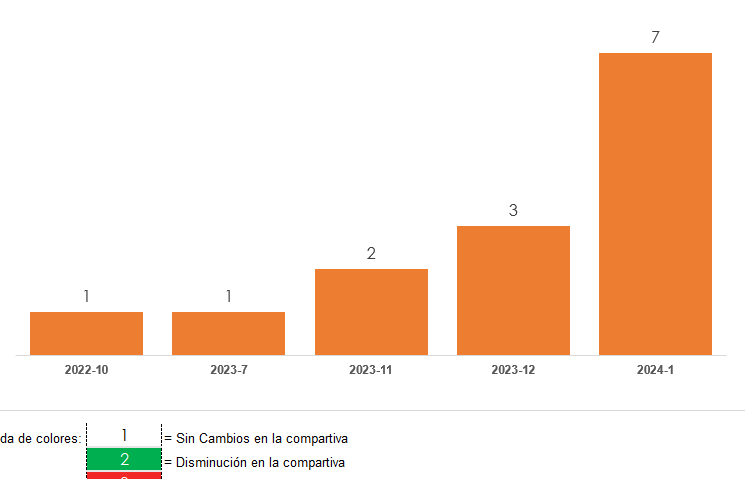 7
3
2
1 1
2022-10 2023-7 2023-11 2023-12 2024-1
da de colores: 1 = Sin Cambios en la compartiva
2 = Disminución en la compartiva